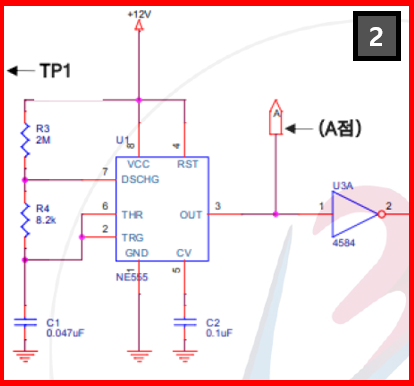 +12V
2
TP1
A
(A점)
R3
2M
U1
8
4
VCC
RST
7
DSCHG
R4
8.2k
6
THR
OUT
3
2
TRG
GND
CV
1
5
NE555
U3A
1
2
4584
C1
0.047uF
C2
0.1uF